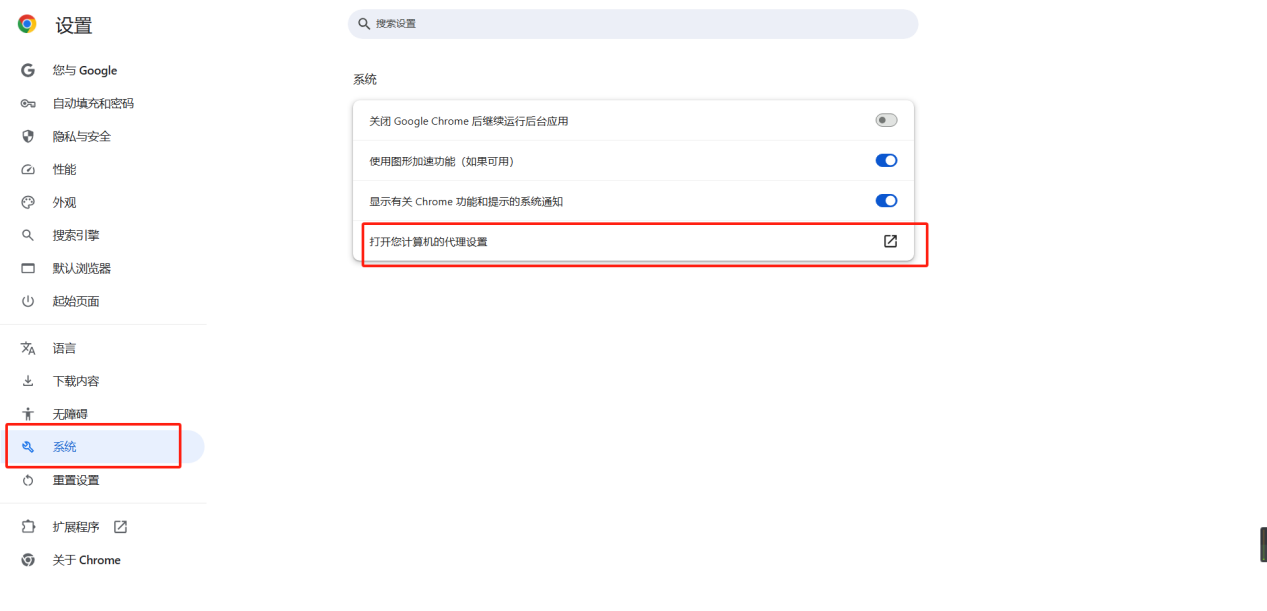 设置
搜索设置
您与 Google
自动填充和密码
隐私与安全
性能
外观
搜索引擎
默认浏览器
起始页面
语言
下载内容
无障碍
系统
重置设置
扩展程序
关于 Chrome
系统
关闭 Google Chrome 后继续运行后台应用
使用图形加速功能（如果可用）
显示有关 Chrome 功能和提示的系统通知
打开您计算机的代理设置